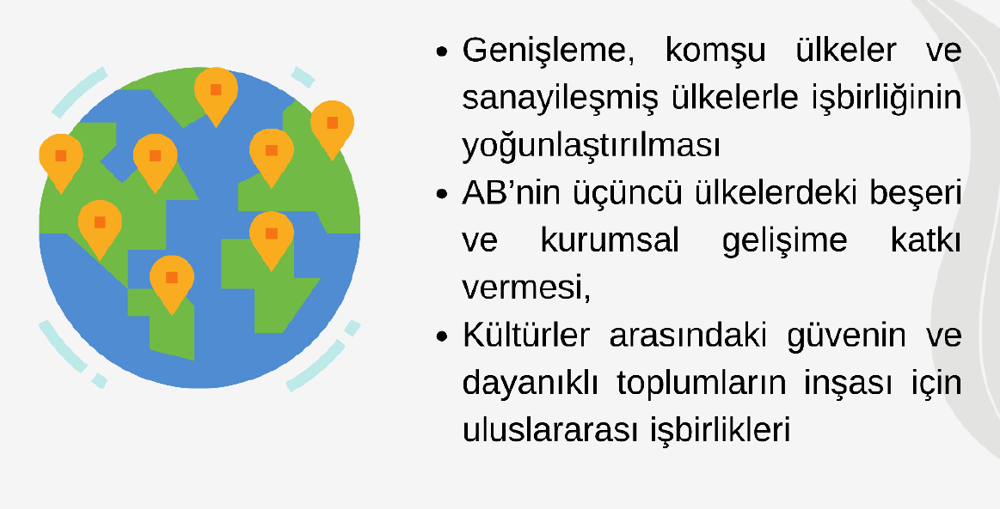 • Genişleme, komşu ülkeler ve
sanayileşmiş ülkelerle işbirliğinin
yoğunlaştırılması
• AB’nin üçüncü ülkelerdeki beşeri
ve kurumsal gelişime katkı
vermesi,
• Kültürler arasındaki güvenin ve
dayanıklı toplumların inşası için
uluslararası işbirlikleri